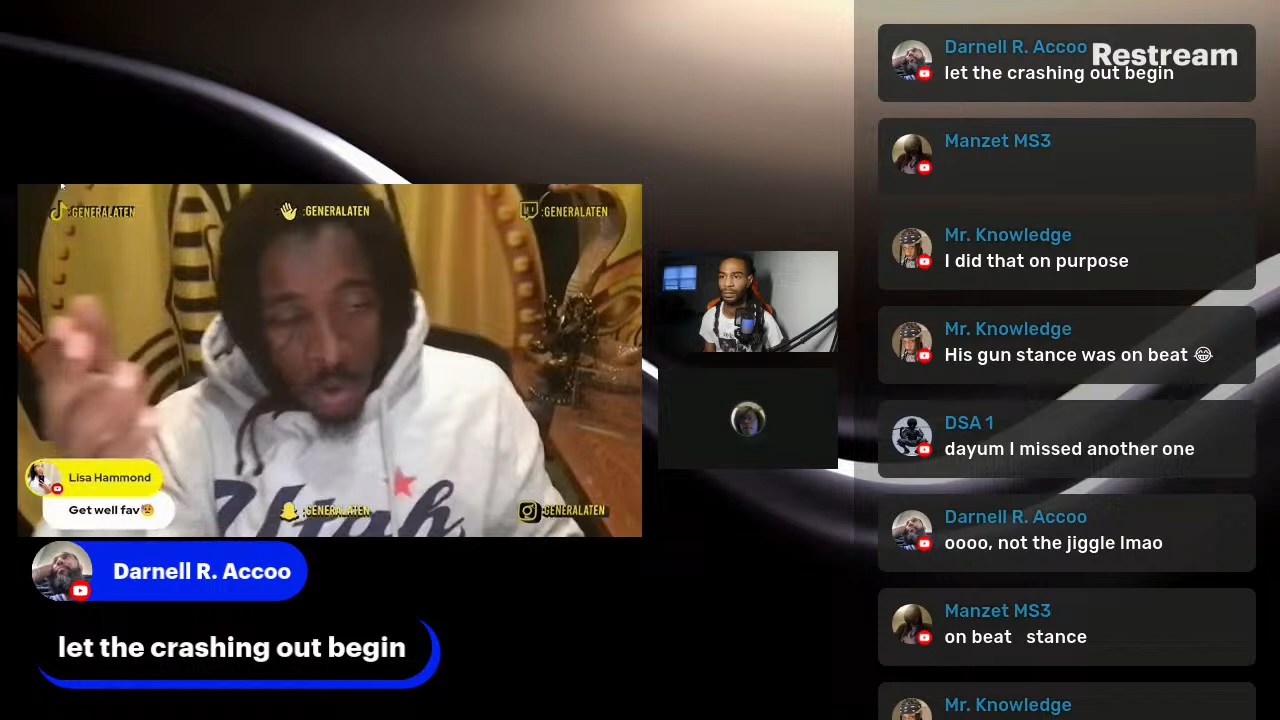 :GENERALATEN
:GENERALATEN
:GENERALATEN
Utah
Lisa Hammond
Get well fav🥵
:GENERALATEN
:GENERALATEN
Darnell R. Accoo
let the crashing out begin
Restream
Darnell R. Accoo
let the crashing out begin
Manzet MS3
Mr. Knowledge
I did that on purpose
Mr. Knowledge
His gun stance was on beat 😂
DSA 1
dayum I missed another one
Darnell R. Accoo
oooo, not the jiggle lmao
Manzet MS3
on beat stance
Mr. Knowledge